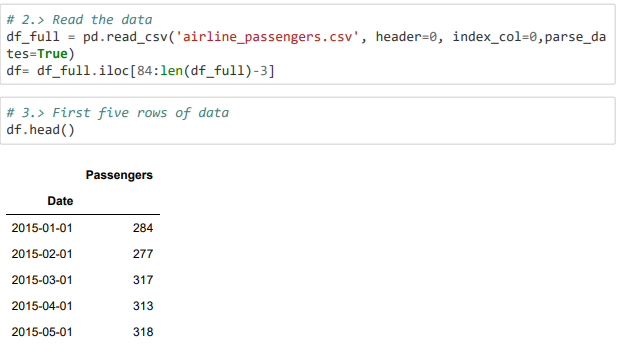 # 2.> Read the data
df_full = pd.read_csv('airline_passengers.csv', header=0, index_col=0,parse_da
tes=True)
df= df_full.iloc[84:len(df_full)-3]
# 3.> First five rows of data
df.head()
Passengers
Date
2015-01-01 284
2015-02-01 277
2015-03-01 317
2015-04-01 313
2015-05-01 318